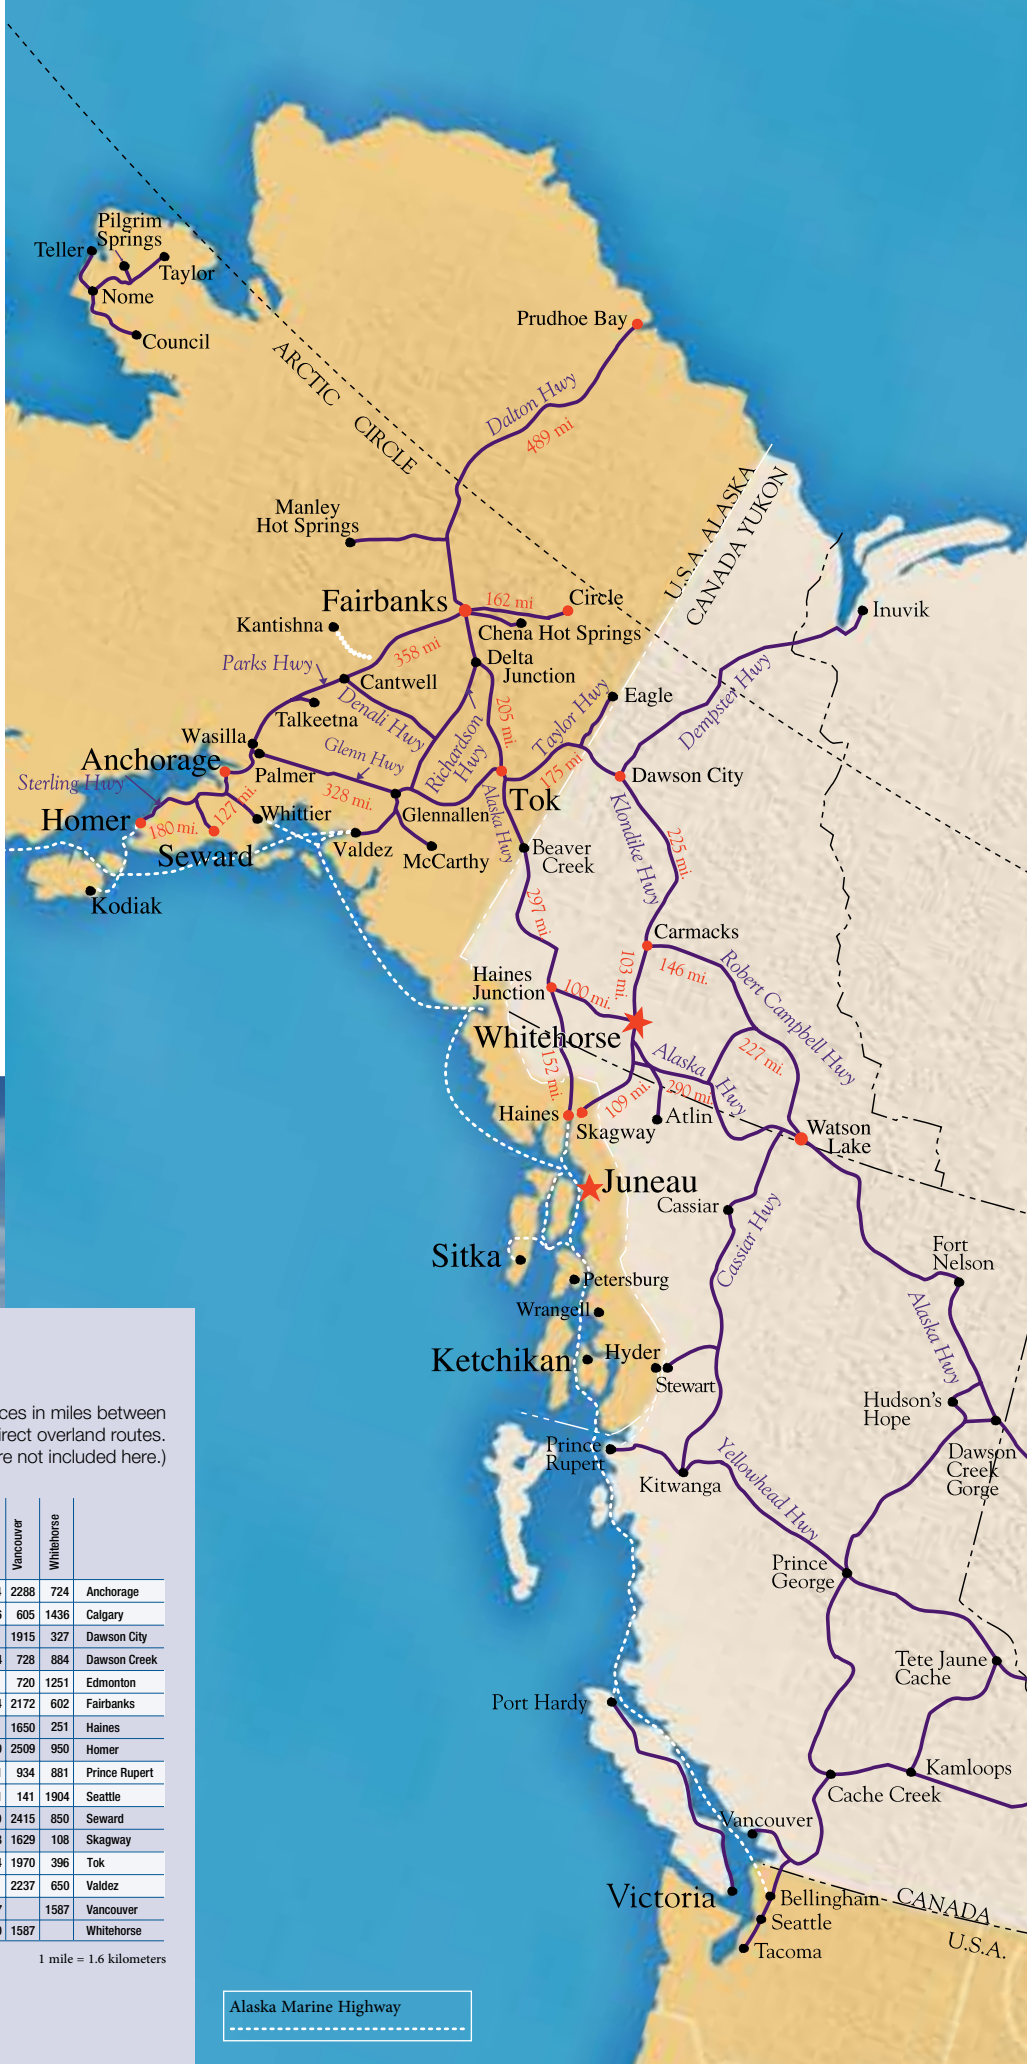 Pilgrim
Springs
Teller
Taylor
Nome
Council
Prudhoe Bay
ARCTIC CIRCLE
Dalton Hwy
489 mi
U.S.A. ALASKA
CANADA YUKON
Manley
Hot Springs
Fairbanks
162 mi
Circle
Inuvik
Kantishna
Chena Hot Springs
358 mi
Parks Hwy
Delta
Junction
Cantwell
Eagle
Dempster Hwy
Talkeetna
Denali Hwy
205 mi.
Taylor Hwy
Richardson
Hwy
Wasilla
Glenn Hwy
Anchorage
Palmer
175 mi
Dawson City
Sterling Hwy
328 mi.
Alaska Hwy
Tok
Klondike Hwy
127 mi.
Whittier
Glennallen
Homer
180 mi.
Seward
Valdez
McCarthy
Beaver
Creek
225 mi.
Kodiak
297 mi.
Carmacks
Robert Campbell Hwy
146 mi.
103 mi.
Haines
Junction
100 mi.
Whitehorse
227 mi.
152 mi.
Alaska Hwy
290 mi.
109 mi.
Haines
Skagway
Atlin
Watson
Lake
Juneau
Cassiar
Cassiar Hwy
Sitka
Fort
Nelson
Petersburg
Wrangell
Alaska Hwy
Ketchikan
Hyder
Stewart
Hudson's
Hope
Prince
Rupert
Yellowhead Hwy
Dawson
Creek
Gorge
Kitwanga
Prince
George
Tete Jaune
Cache
Port Hardy
Kamloops
Cache Creek
Vancouver
Victoria
Bellingham
CANADA
Seattle
U.S.A.
Tacoma
ces in miles between
irect overland routes.
re not included here.)
Vancouver Whitehorse
2288 724 Anchorage
605 1436 Calgary
1915 327 Dawson City
728 884 Dawson Creek
720 1251 Edmonton
2172 602 Fairbanks
1650 251 Haines
2509 950 Homer
934 881 Prince Rupert
141 1904 Seattle
2415 850 Seward
1629 108 Skagway
1970 396 Tok
2237 650 Valdez
1587 Vancouver
1587 Whitehorse
1 mile = 1.6 kilometers
Alaska Marine Highway